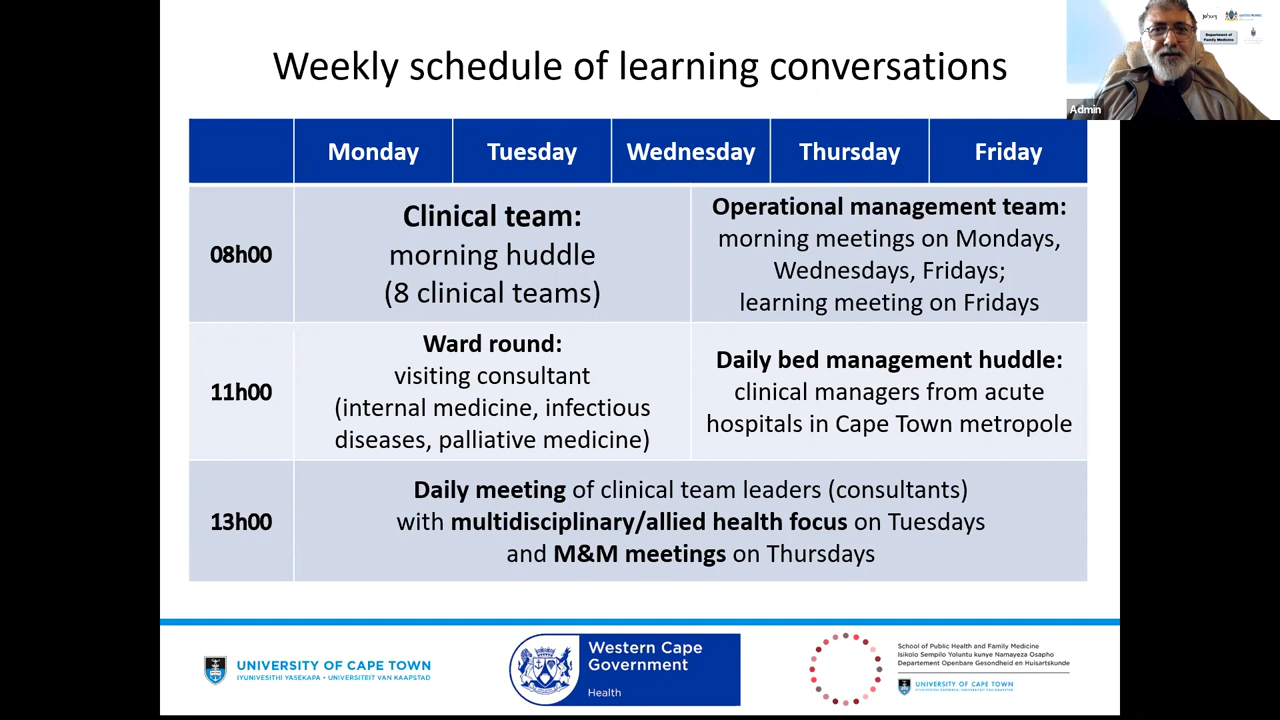 Weekly schedule of learning conversations
Admin
Department of
Family Medicine
Monday Tuesday Wednesday Thursday Friday
08h00
Clinical team:
morning huddle
(8 clinical teams)
Operational management team:
morning meetings on Mondays,
Wednesdays, Fridays;
learning meeting on Fridays
11h00
Ward round:
visiting consultant
(internal medicine, infectious
diseases, palliative medicine)
Daily bed management huddle:
clinical managers from acute
hospitals in Cape Town metropole
13h00
Daily meeting of clinical team leaders (consultants)
with multidisciplinary/allied health focus on Tuesdays
and M&M meetings on Thursdays
UNIVERSITY OF CAPE TOWN
IYUNIVESITHI YASEKAPA • UNIVERSITEIT VAN KAAPSTAD
Western Cape
Government
Health
School of Public Health and Family Medicine
Isikolo Sempilo Yoluntu kunye Namayeza Osapho
Departement Openbare Gesondheid en Huisartskunde
UNIVERSITY OF CAPE TOWN